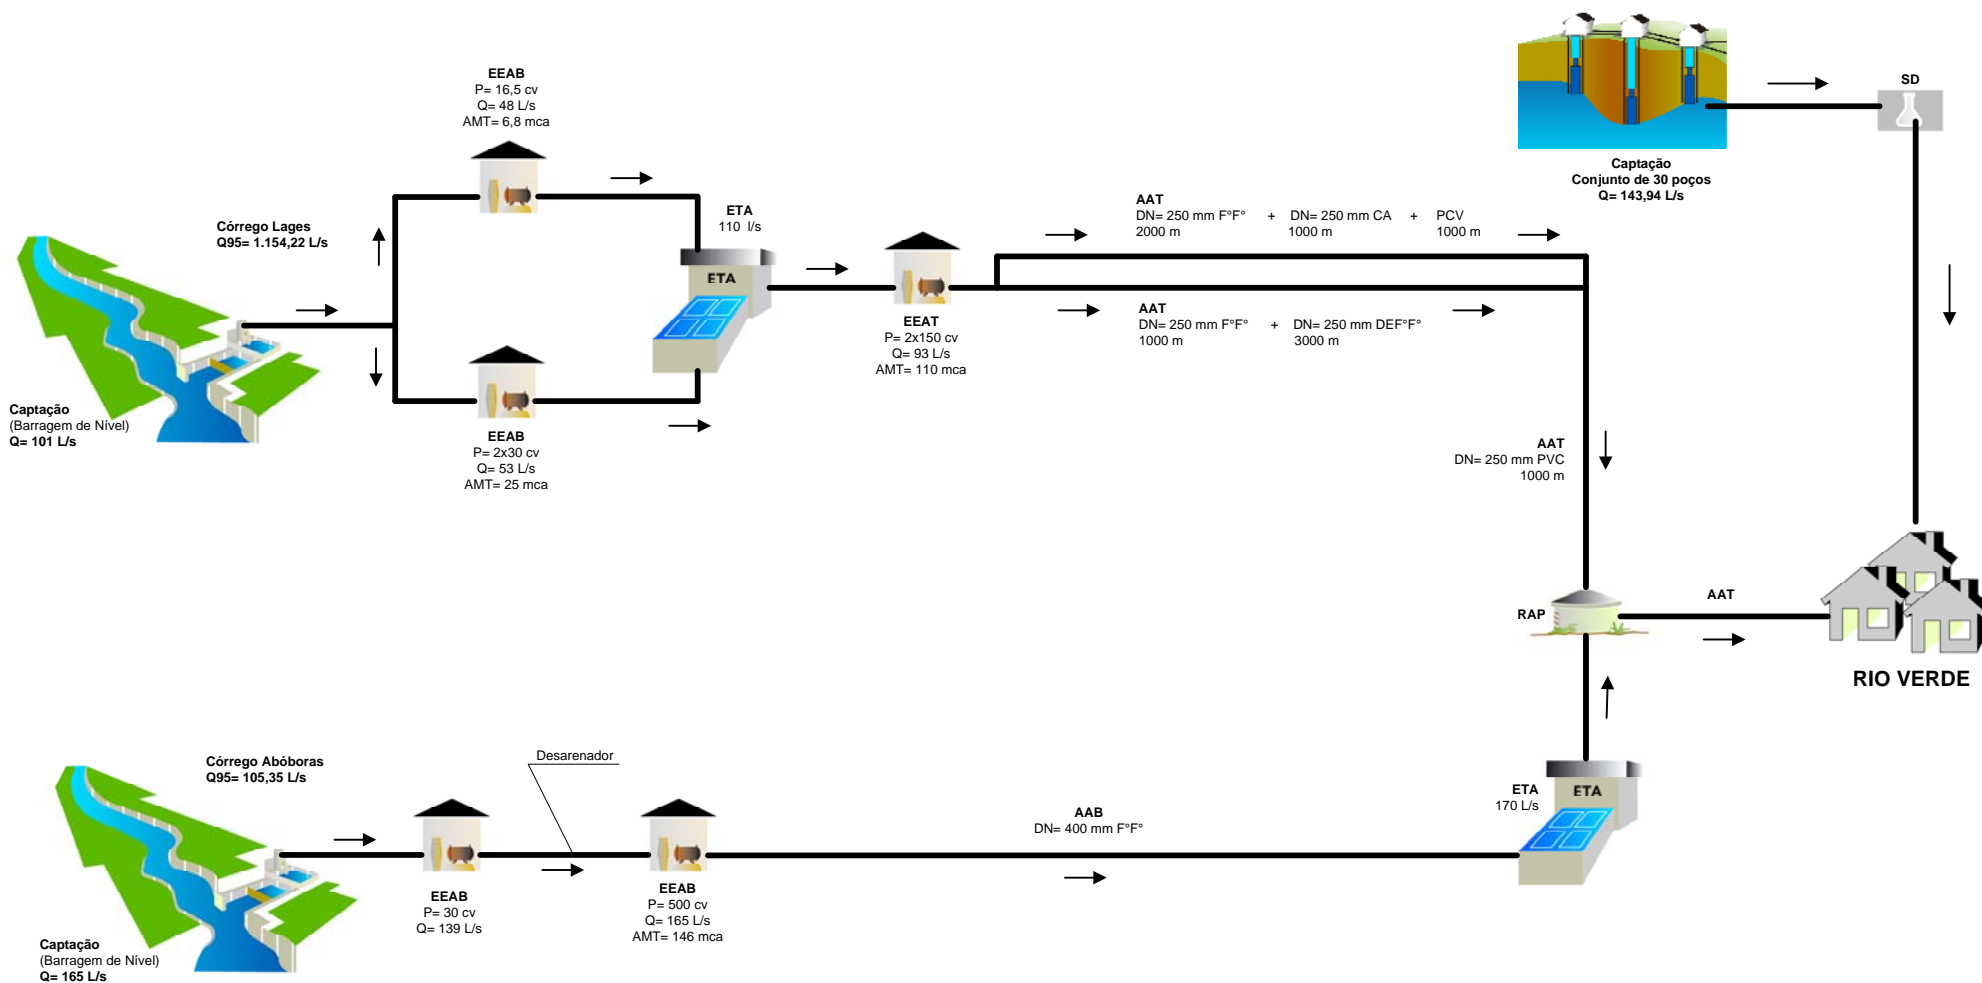 EEAB
P= 16,5 cv
Q= 48 L/s
AMT= 6,8 mca
Córrego Lages
Q95= 1.154,22 L/s
Captação
(Barragem de Nível)
Q= 101 L/s
EEAB
P= 2x30 cv
Q= 53 L/s
AMT= 25 mca
ETA
110 l/s
ETA
EEAT
P= 2x150 cv
Q= 93 L/s
AMT= 110 mca
AAT
DN= 250 mm F°F° + DN= 250 mm CA + PCV
2000 m 1000 m 1000 m
AAT
DN= 250 mm F°F° + DN= 250 mm DEF°F°
1000 m 3000 m
Captação
Conjunto de 30 poços
Q= 143,94 L/s
SD
AAT
DN= 250 mm PVC
1000 m
RAP
AAT
RIO VERDE
Córrego Abóboras
Q95= 105,35 L/s
Captação
(Barragem de Nível)
Q= 165 L/s
EEAB
P= 30 cv
Q= 139 L/s
Desarenador
EEAB
P= 500 cv
Q= 165 L/s
AMT= 146 mca
AAB
DN= 400 mm F°F°
ETA
170 L/s
ETA